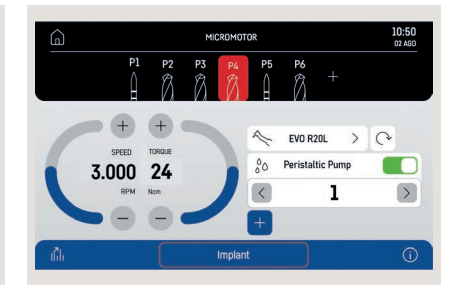 MICROMOTOR
10:50
02 AGO
P1 P2 P3 P4 P5 P6 +
SPEED TORQUE
3.000 24
RPM Ncm
EVO R20L >
Peristaltic Pump
< 1 >
+
Implant